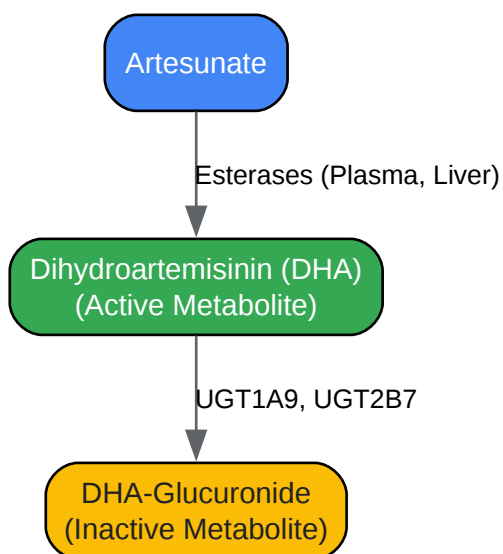 Artesunate
Esterases (Plasma, Liver)
Dihydroartemisinin (DHA)
(Active Metabolite)
UGT1A9, UGT2B7
DHA-Glucuronide
(Inactive Metabolite)